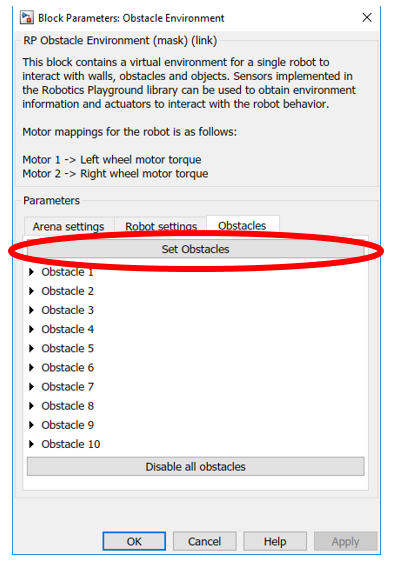 Block Parameters: Obstacle Environment
RP Obstacle Environment (mask) (link)
This block contains a virtual environment for a single robot to
interact with walls, obstacles and objects. Sensors implemented in
the Robotics Playground library can be used to obtain environment
information and actuators to interact with the robot behavior.
Motor mappings for the robot is as follows:
Motor 1 -> Left wheel motor torque
Motor 2 -> Right wheel motor torque
Parameters
Arena settings Robot settings Obstacles
Set Obstacles
Obstacle 1
Obstacle 2
Obstacle 3
Obstacle 4
Obstacle 5
Obstacle 6
Obstacle 7
Obstacle 8
Obstacle 9
Obstacle 10
Disable all obstacles
OK Cancel Help Apply